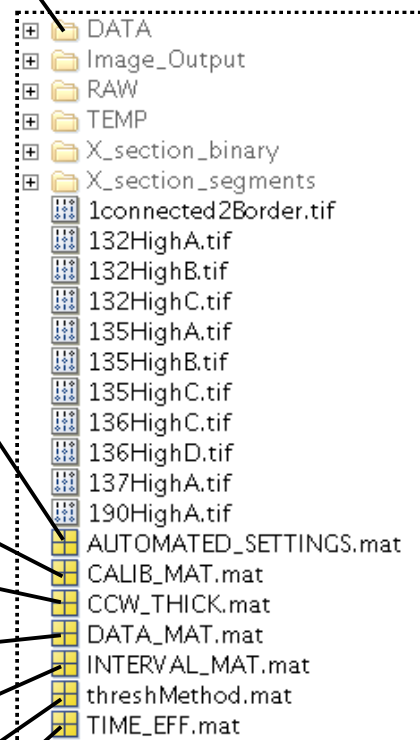 DATA
Image_Output
RAW
TEMP
X_section_binary
X_section_segments
1connected2Border.tif
132HighA.tif
132HighB.tif
132HighC.tif
135HighA.tif
135HighB.tif
135HighC.tif
136HighC.tif
136HighD.tif
137HighA.tif
190HighA.tif
AUTOMATED_SETTINGS.mat
CALIB_MAT.mat
CCW_THICK.mat
DATA_MAT.mat
INTERVAL_MAT.mat
threshMethod.mat
TIME_EFF.mat